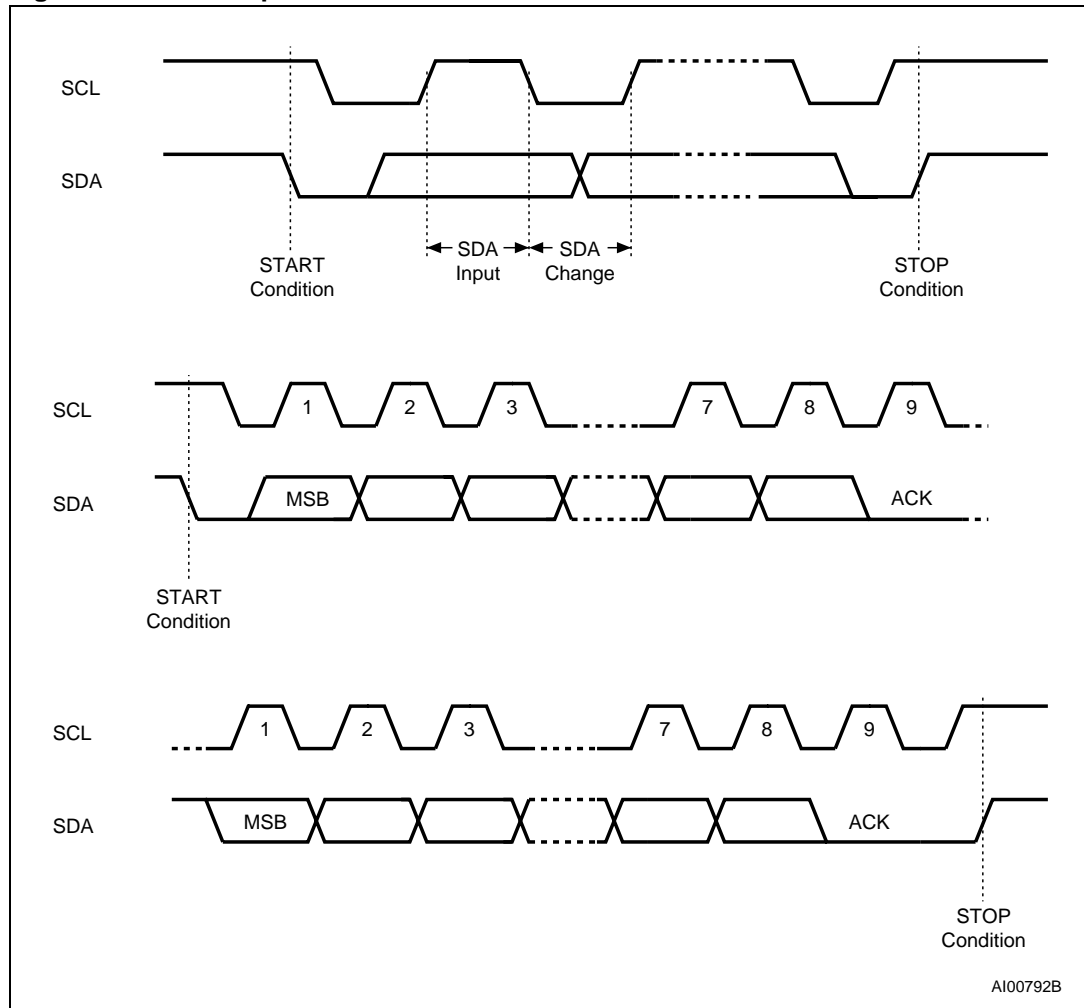 SCL
SDA
SDA
Input
SDA
Change
START
Condition
STOP
Condition
SCL
1 2 3 7 8 9
SDA
MSB
ACK
START
Condition
SCL
1 2 3 7 8 9
SDA
MSB
ACK
STOP
Condition
AI00792B